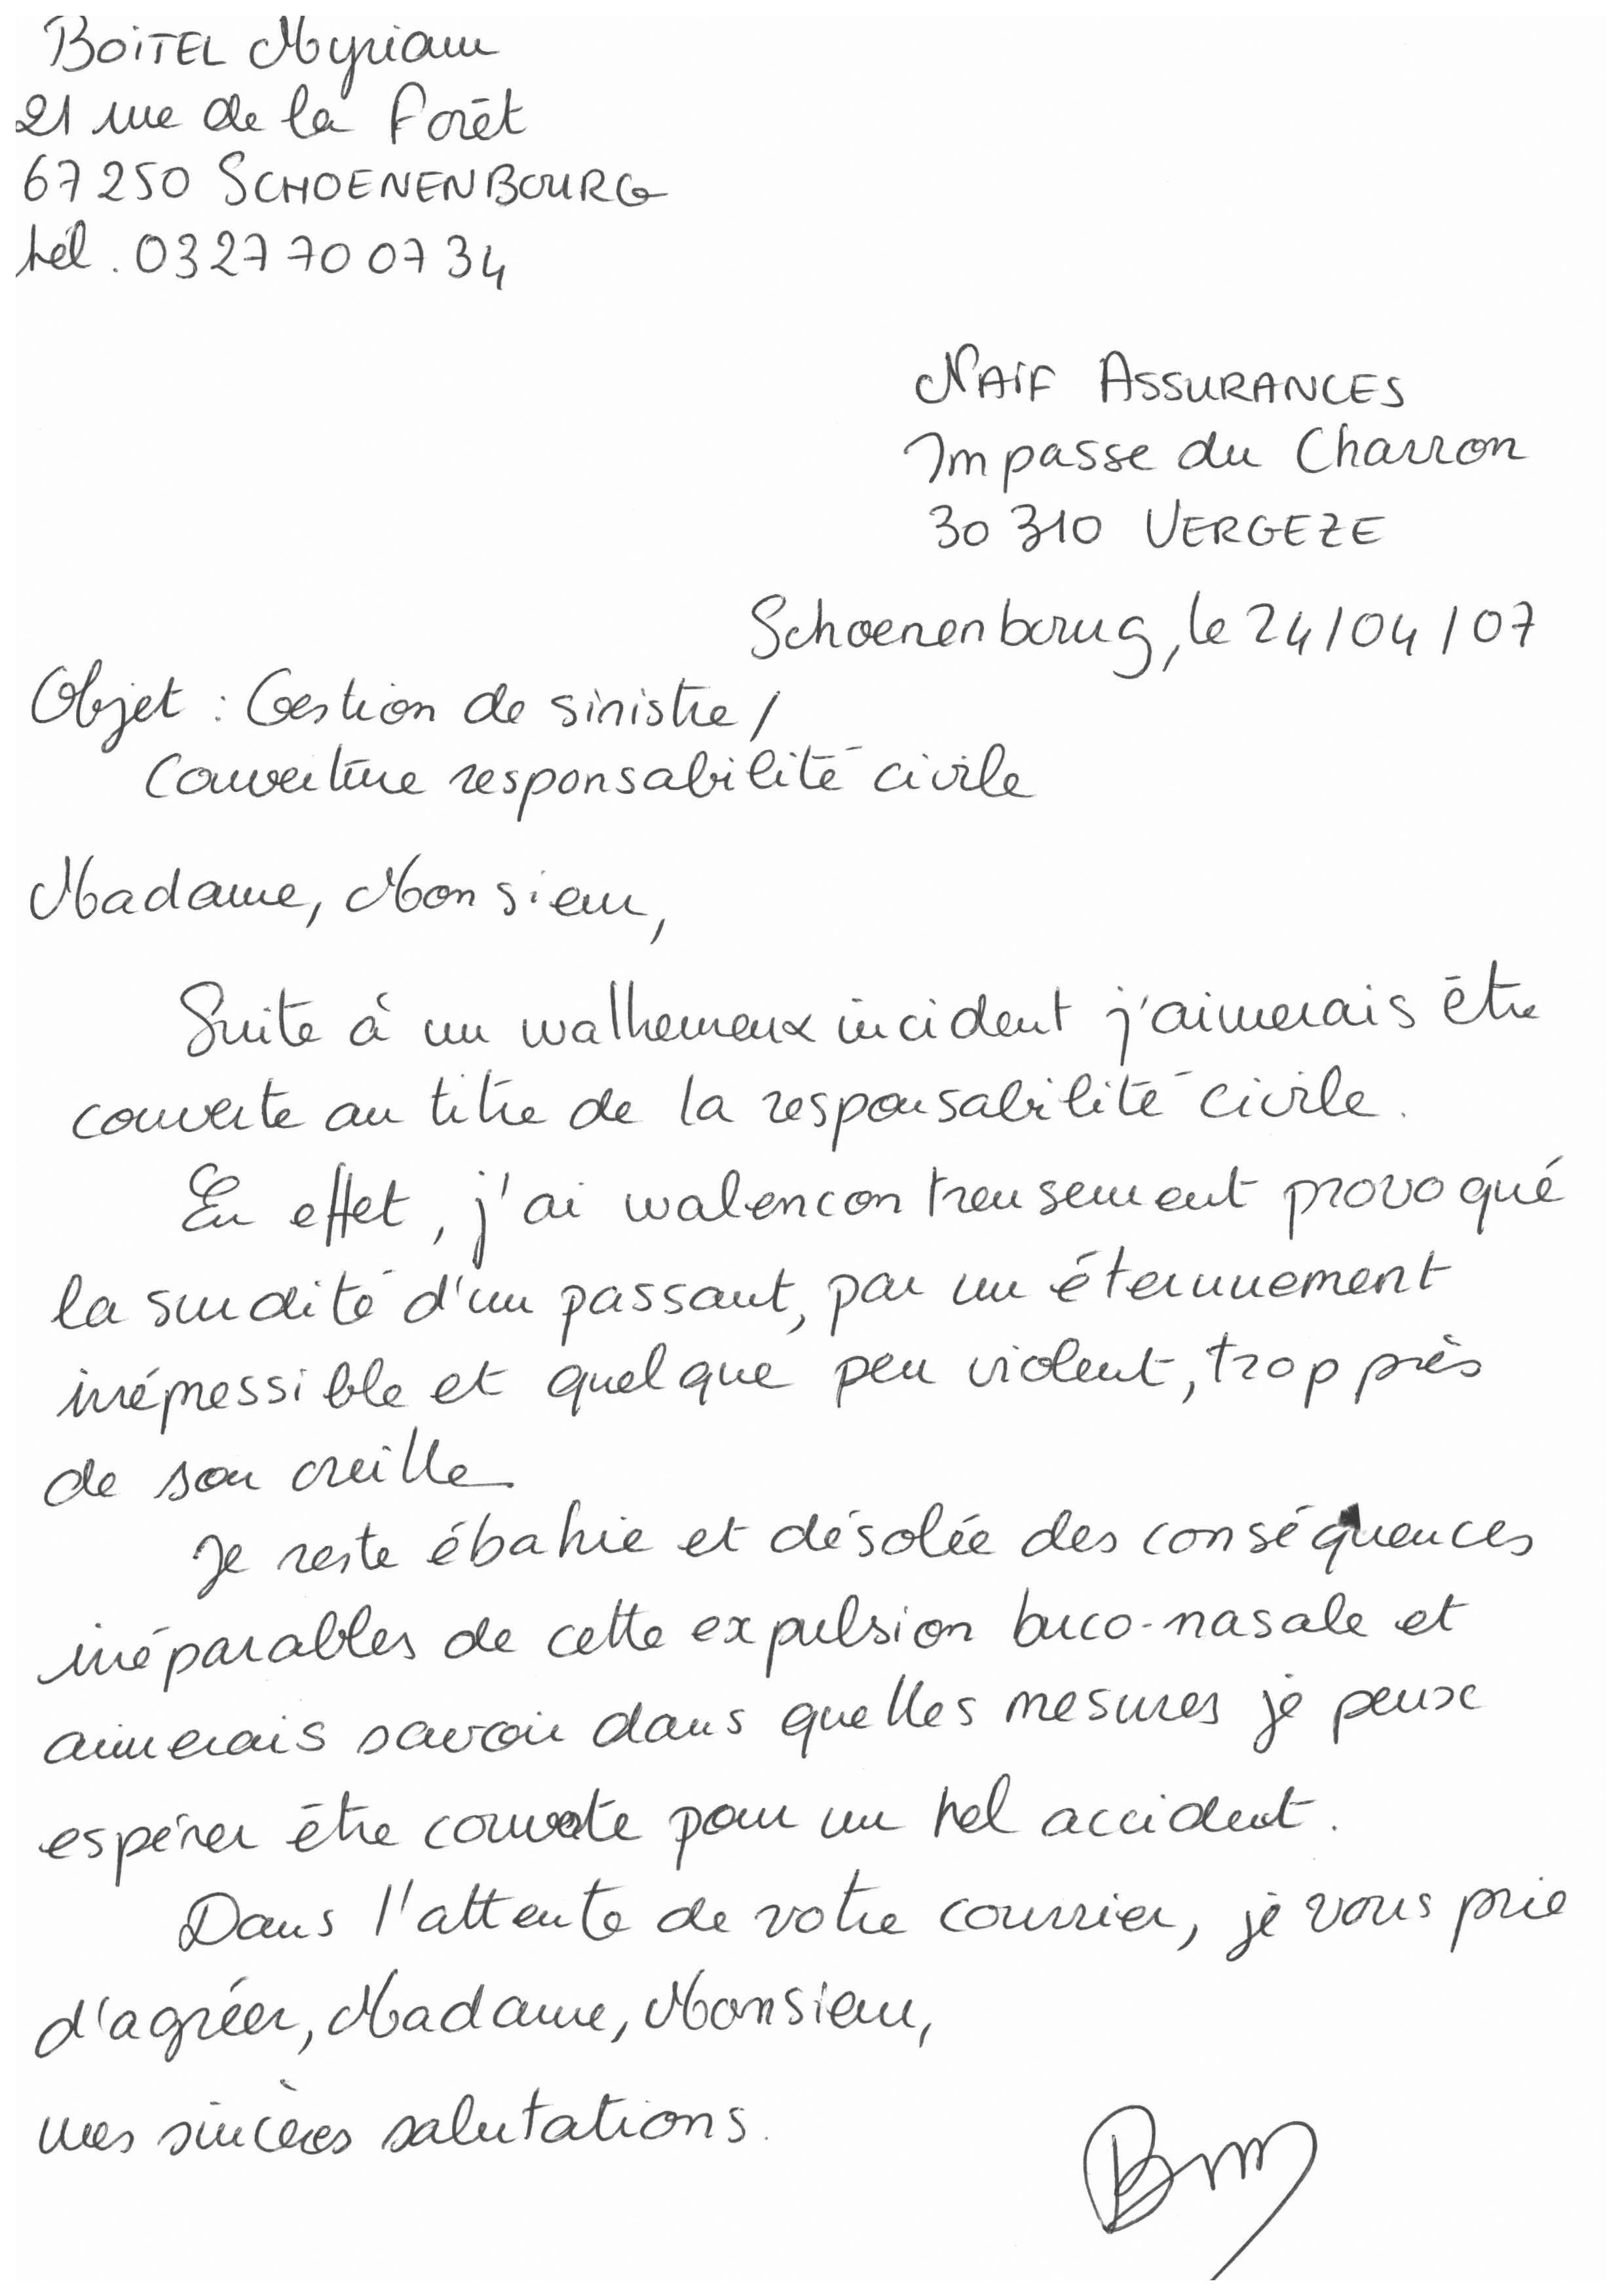 BOITEL Myriam
21 rue de la Forêt
67250 SCHOENENBOURG
tél. 03 27 70 07 34
NAIF ASSURANCES
Impasse du Charron
30 310 VERGEZE
Schoenenbourg, le 24/04/07
Objet : Gestion de sinistre/
Couverture responsabilité civile
Madame, Monsieur,
Suite à un malheureux incident j'aimerais être
couverte au titre de la responsabilité civile.
En effet, j'ai malencontreusement provoqué
la surdité d'un passant, par un éternuement
irrépressible et quelque peu violent, trop près
de son oreille
Je reste ébahie et désolée des conséquences
irréparables de cette expulsion buco-nasale et
aimerais savoir dans quelles mesures je peux
espérer être couverte pour un tel accident.
Dans l'attente de votre courrier, je vous prie
d'agréer, Madame, Monsieur,
mes sincères salutations.
BM